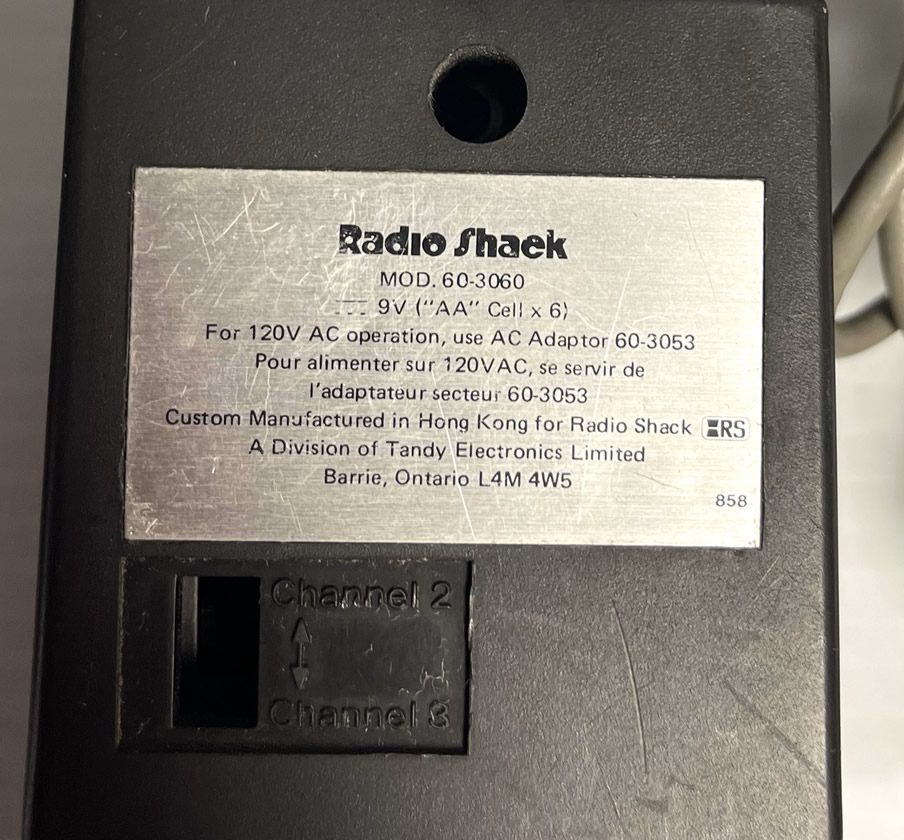 Radio Shack
MOD. 60-3060
9V ("AA" Cell x 6)
For 120V AC operation, use AC Adaptor 60-3053
Pour alimenter sur 120VAC, se servir de
l'adaptateur secteur 60-3053
Custom Manufactured in Hong Kong for Radio Shack RS
A Division of Tandy Electronics Limited
Barrie, Ontario L4M 4W5
858
Channel 2
Channel 3